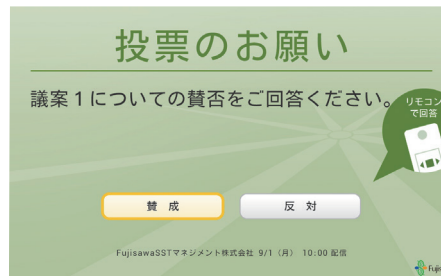 投票のお願い
議案1についての賛否をご回答ください。
リモコン
で回答
賛 成
反 対
FujisawaSSTマネジメント株式会社 9/1（月） 10:00 配信
Fujis